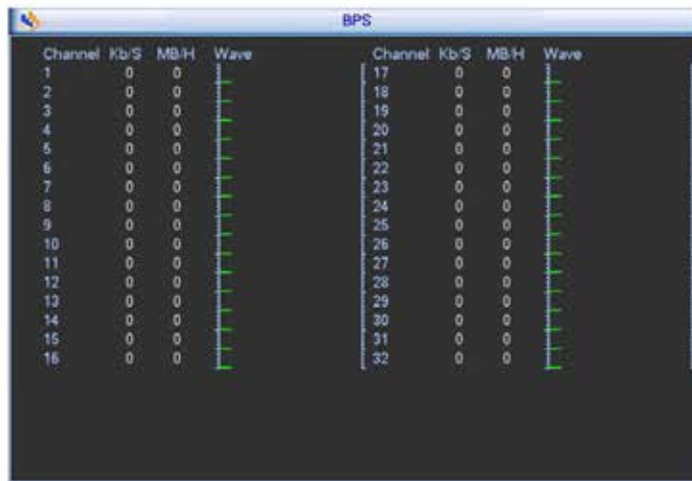 BPS
Channel Kb/S MB/H Wave Channel Kb/S MB/H Wave
1 0 0 17 0 0
2 0 0 18 0 0
3 0 0 19 0 0
4 0 0 20 0 0
5 0 0 21 0 0
6 0 0 22 0 0
7 0 0 23 0 0
8 0 0 24 0 0
9 0 0 25 0 0
10 0 0 26 0 0
11 0 0 27 0 0
12 0 0 28 0 0
13 0 0 29 0 0
14 0 0 30 0 0
15 0 0 31 0 0
16 0 0 32 0 0